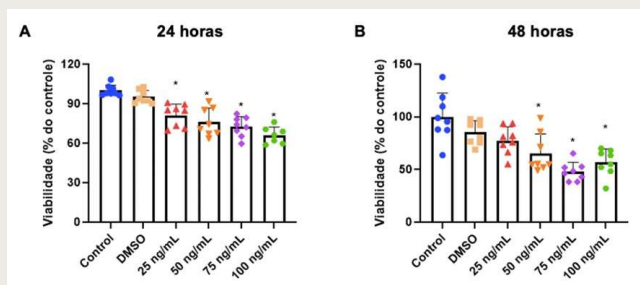 A
24 horas
Viabilidade (% do controle)
120
90
60
30
0
* * * *
Control
DMSO
25 ng/mL
50 ng/mL
75 ng/mL
100 ng/mL
B
48 horas
Viabilidade (% do controle)
150
100
50
0
* * *
Control
DMSO
25 ng/mL
50 ng/mL
75 ng/mL
100 ng/mL